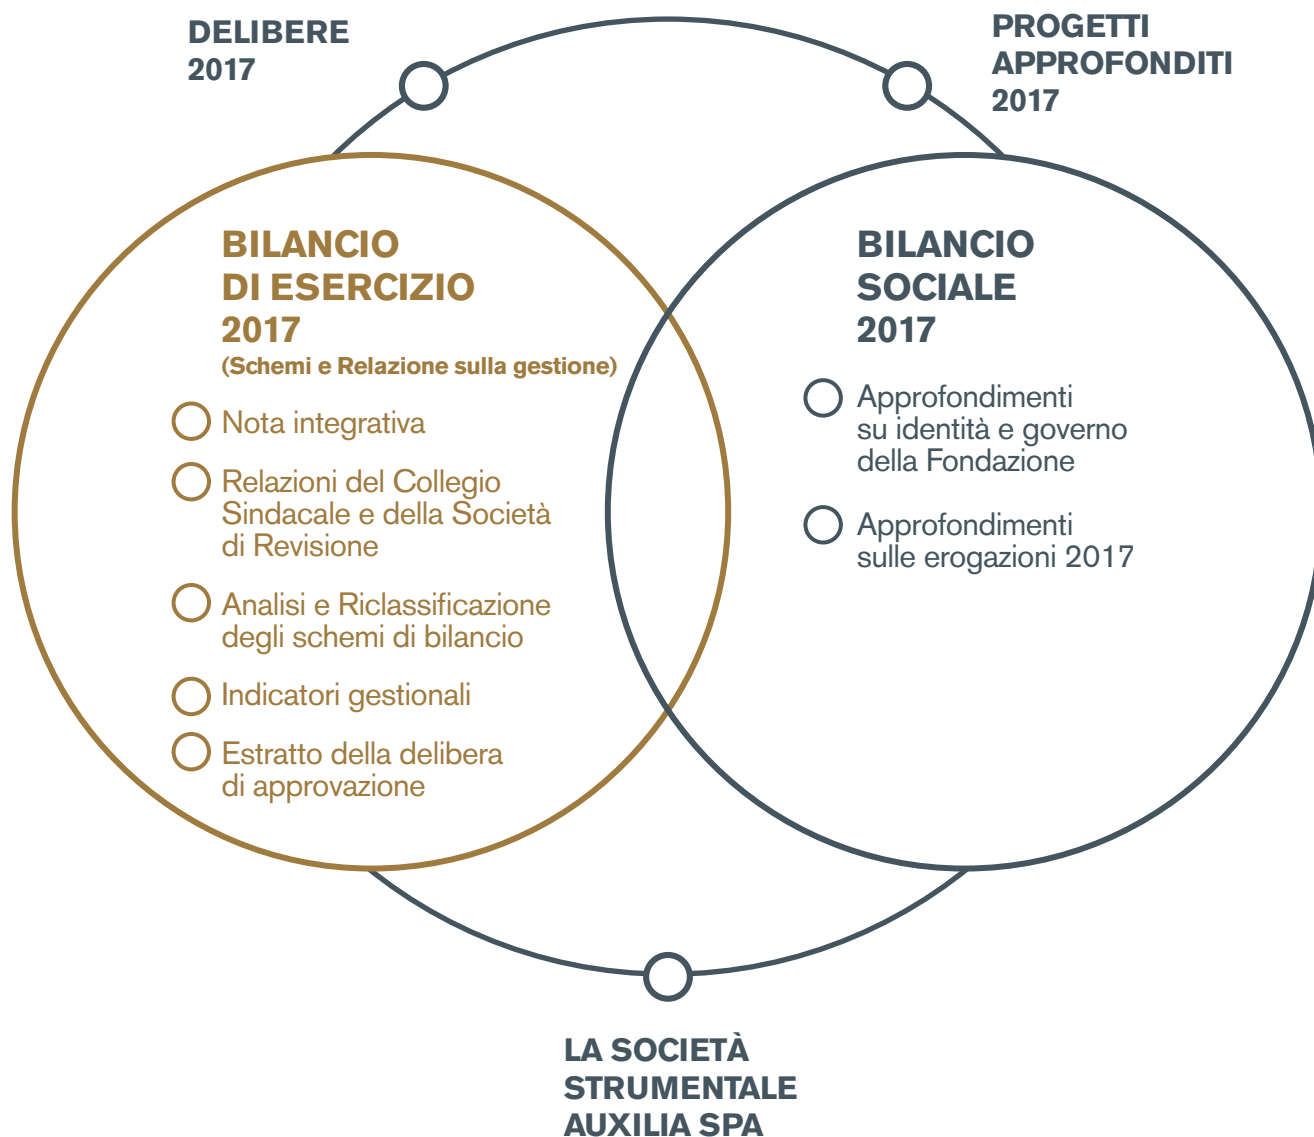 DELIBERE
2017
PROGETTI
APPROFONDITI
2017
BILANCIO
DI ESERCIZIO
2017
(Schemi e Relazione sulla gestione)
Nota integrativa
Relazioni del Collegio
Sindacale e della Società
di Revisione
Analisi e Riclassificazione
degli schemi di bilancio
Indicatori gestionali
Estratto della delibera
di approvazione
BILANCIO
SOCIALE
2017
Approfondimenti
su identità e governo
della Fondazione
Approfondimenti
sulle erogazioni 2017
LA SOCIETÀ
STRUMENTALE
AUXILIA SPA